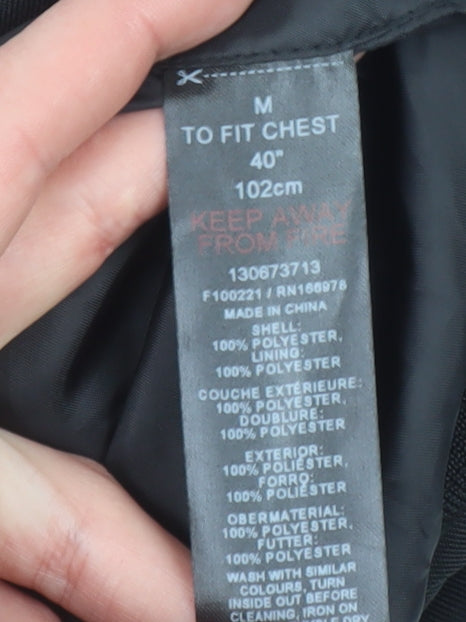 M
TO FIT CHEST
40"
102cm
KEEP AWAY
FROM FIRE
130673713
F100221 / RN166976
MADE IN CHINA
SHELL:
100% POLYESTER,
LINING:
100% POLYESTER
COUCHE EXTÉRIEURE:
100% POLYESTER,
DOUBLURE:
100% POLYESTER
EXTERIOR:
100% POLIÉSTER,
FORRO:
100% POLIÉSTER
OBERMATERIAL:
100% POLYESTER,
FUTTER:
100% POLYESTER
WASH WITH SIMILAR
COLOURS, TURN
INSIDE OUT BEFORE
CLEANING, IRON ON
DRY